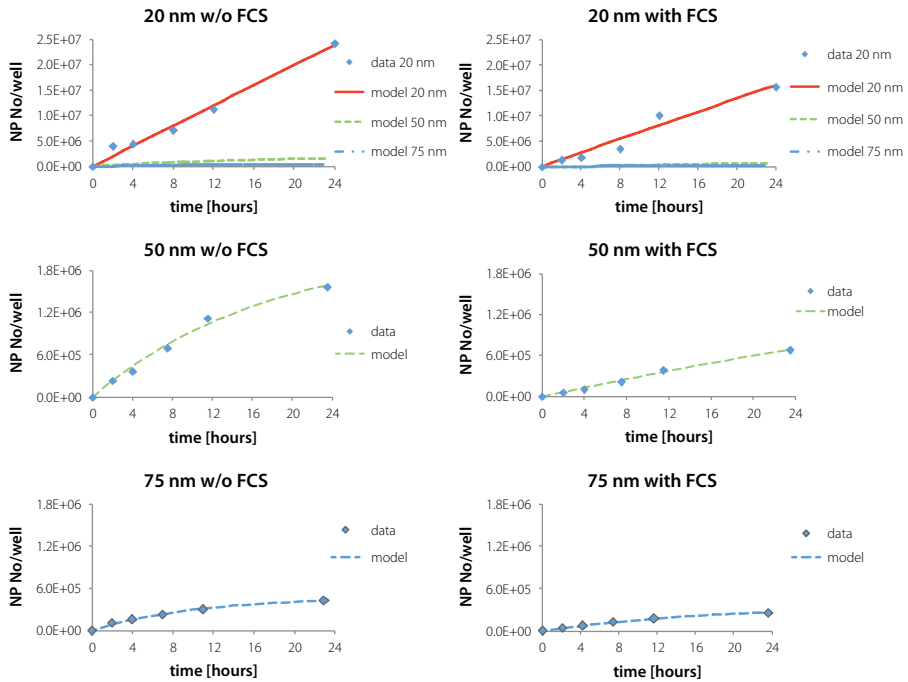 20 nm w/o FCS
NP No/well
2.5E+07
2.0E+07
1.5E+07
1.0E+07
5.0E+06
0.0E+00
0 4 8 12 16 20 24
time [hours]
data 20 nm
model 20 nm
model 50 nm
model 75 nm
20 nm with FCS
NP No/well
2.5E+07
2.0E+07
1.5E+07
1.0E+07
5.0E+06
0.0E+00
0 4 8 12 16 20 24
time [hours]
data 20 nm
model 20 nm
model 50 nm
model 75 nm
50 nm w/o FCS
NP No/well
1.8E+06
1.2E+06
6.0E+05
0.0E+00
0 4 8 12 16 20 24
time [hours]
data
model
50 nm with FCS
NP No/well
1.8E+06
1.2E+06
6.0E+05
0.0E+00
0 4 8 12 16 20 24
time [hours]
data
model
75 nm w/o FCS
NP No/well
1.8E+06
1.2E+06
6.0E+05
0.0E+00
0 4 8 12 16 20 24
time [hours]
data
model
75 nm with FCS
NP No/well
1.8E+06
1.2E+06
6.0E+05
0.0E+00
0 4 8 12 16 20 24
time [hours]
data
model